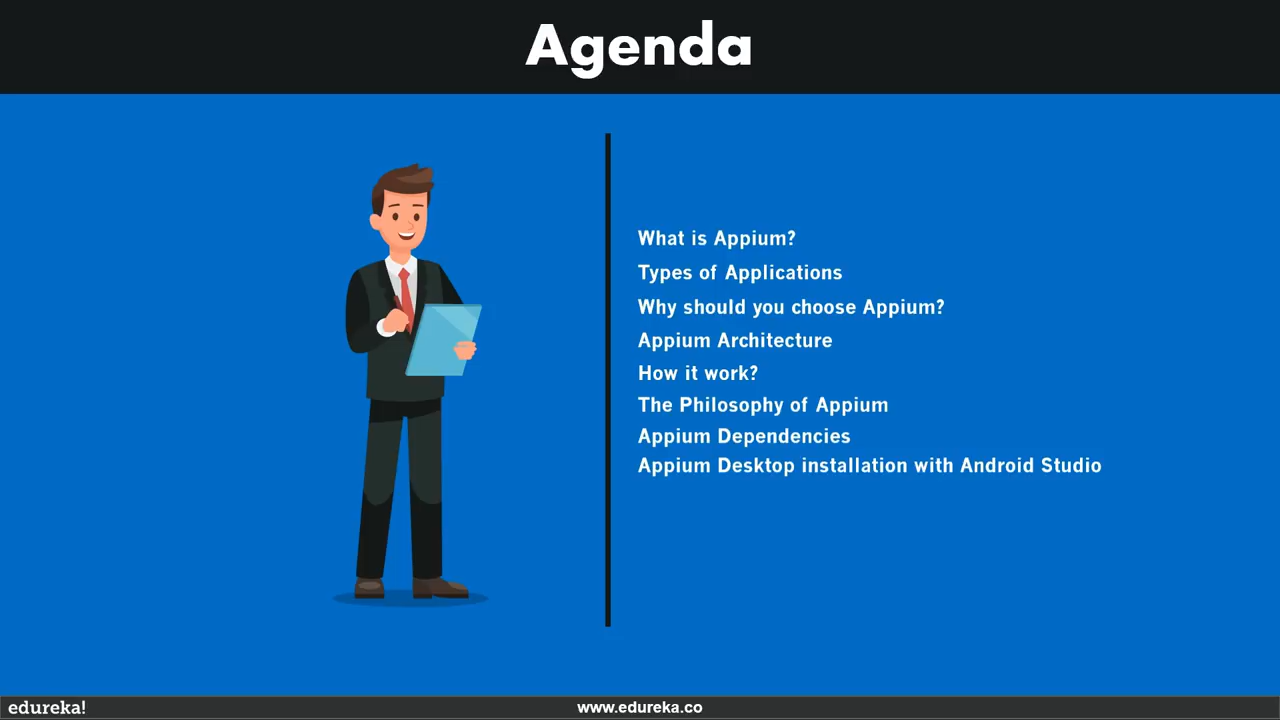 Agenda
What is Appium?
Types of Applications
Why should you choose Appium?
Appium Architecture
How it work?
The Philosophy of Appium
Appium Dependencies
Appium Desktop installation with Android Studio
edureka!
www.edureka.co